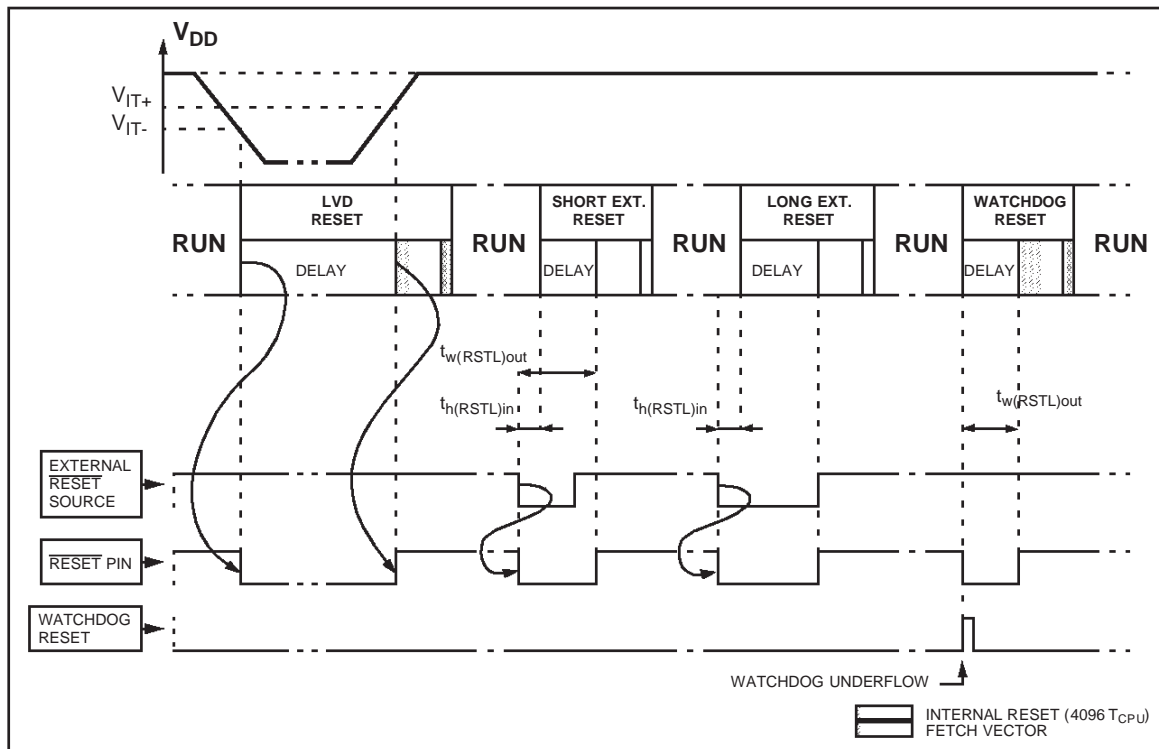 VDD
VIT+
VIT-
LVD
RESET
SHORT EXT.
RESET
LONG EXT.
RESET
WATCHDOG
RESET
RUN
RUN
RUN
RUN
RUN
DELAY
DELAY
DELAY
DELAY
tw(RSTL)out
th(RSTL)in
th(RSTL)in
tw(RSTL)out
EXTERNAL
RESET
SOURCE
RESET PIN
WATCHDOG
RESET
WATCHDOG UNDERFLOW
INTERNAL RESET (4096 TCPU)
FETCH VECTOR